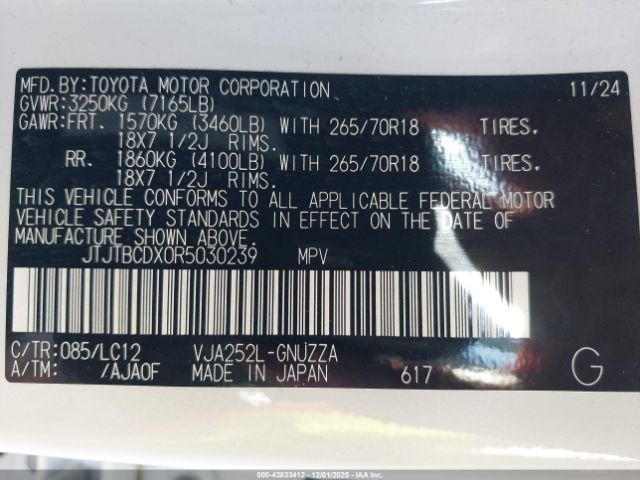 MFD.BY:TOYOTA MOTOR CORPORATION 11/24
GVWR:3250KG (7165LB)
GAWR:FRT. 1570KG (3460LB) WITH 265/70R18 TIRES.
18X7 1/2J RIMS.
RR. 1860KG (4100LB) WITH 265/70R18 TIRES.
18X7 1/2J RIMS.
THIS VEHICLE CONFORMS TO ALL APPLICABLE FEDERAL MOTOR
VEHICLE SAFETY STANDARDS IN EFFECT ON THE DATE OF
MANUFACTURE SHOWN ABOVE.
JTJTBCDX0R5030239 MPV
C/TR:085/LC12 VJA252L-GNUZZA
A/TM: /AJA0F MADE IN JAPAN 617 G
000-43833412 - 12/01/2025 - IAAI.COM